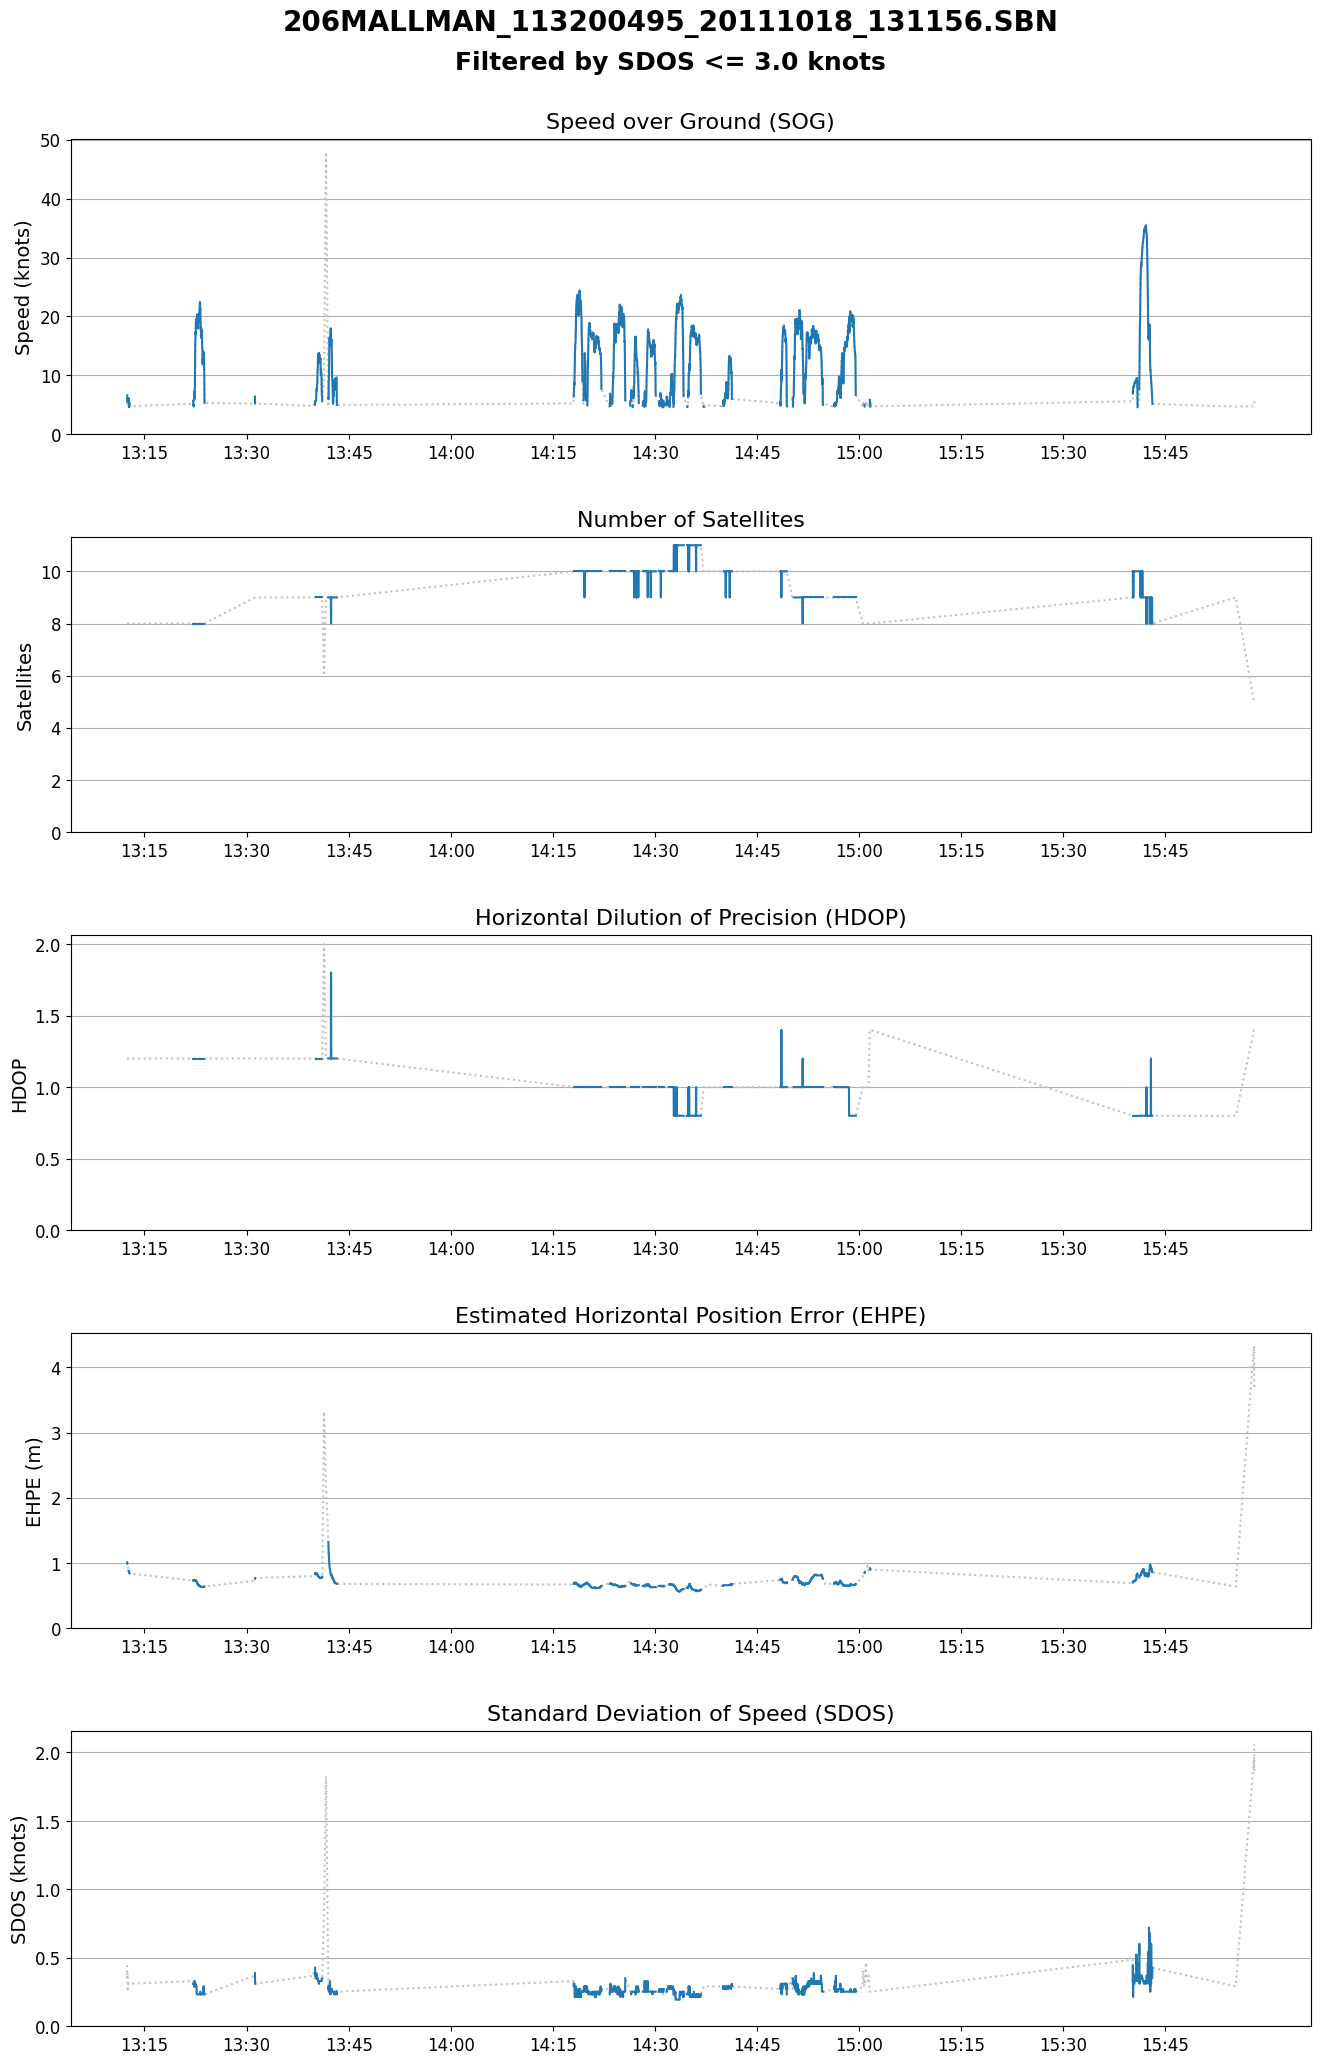 206MALLMAN_113200495_20111018_131156.SBN
Filtered by SDOS <= 3.0 knots
Speed over Ground (SOG)
Speed (knots)
50
40
30
20
10
0
13:15 13:30 13:45 14:00 14:15 14:30 14:45 15:00 15:15 15:30 15:45
Number of Satellites
Satellites
10
8
6
4
2
0
13:15 13:30 13:45 14:00 14:15 14:30 14:45 15:00 15:15 15:30 15:45
Horizontal Dilution of Precision (HDOP)
HDOP
2.0
1.5
1.0
0.5
0.0
13:15 13:30 13:45 14:00 14:15 14:30 14:45 15:00 15:15 15:30 15:45
Estimated Horizontal Position Error (EHPE)
EHPE (m)
4
3
2
1
0
13:15 13:30 13:45 14:00 14:15 14:30 14:45 15:00 15:15 15:30 15:45
Standard Deviation of Speed (SDOS)
SDOS (knots)
2.0
1.5
1.0
0.5
0.0
13:15 13:30 13:45 14:00 14:15 14:30 14:45 15:00 15:15 15:30 15:45